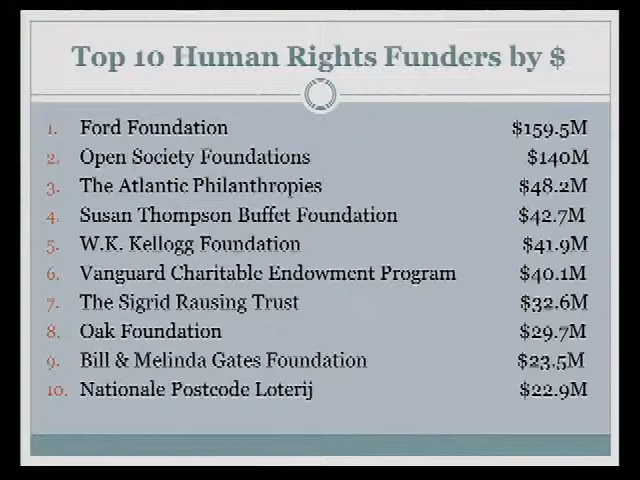 Top 10 Human Rights Funders by $
1. Ford Foundation $159.5M
2. Open Society Foundations $140M
3. The Atlantic Philanthropies $48.2M
4. Susan Thompson Buffet Foundation $42.7M
5. W.K. Kellogg Foundation $41.9M
6. Vanguard Charitable Endowment Program $40.1M
7. The Sigrid Rausing Trust $32.6M
8. Oak Foundation $29.7M
9. Bill & Melinda Gates Foundation $23.5M
10. Nationale Postcode Loterij $22.9M